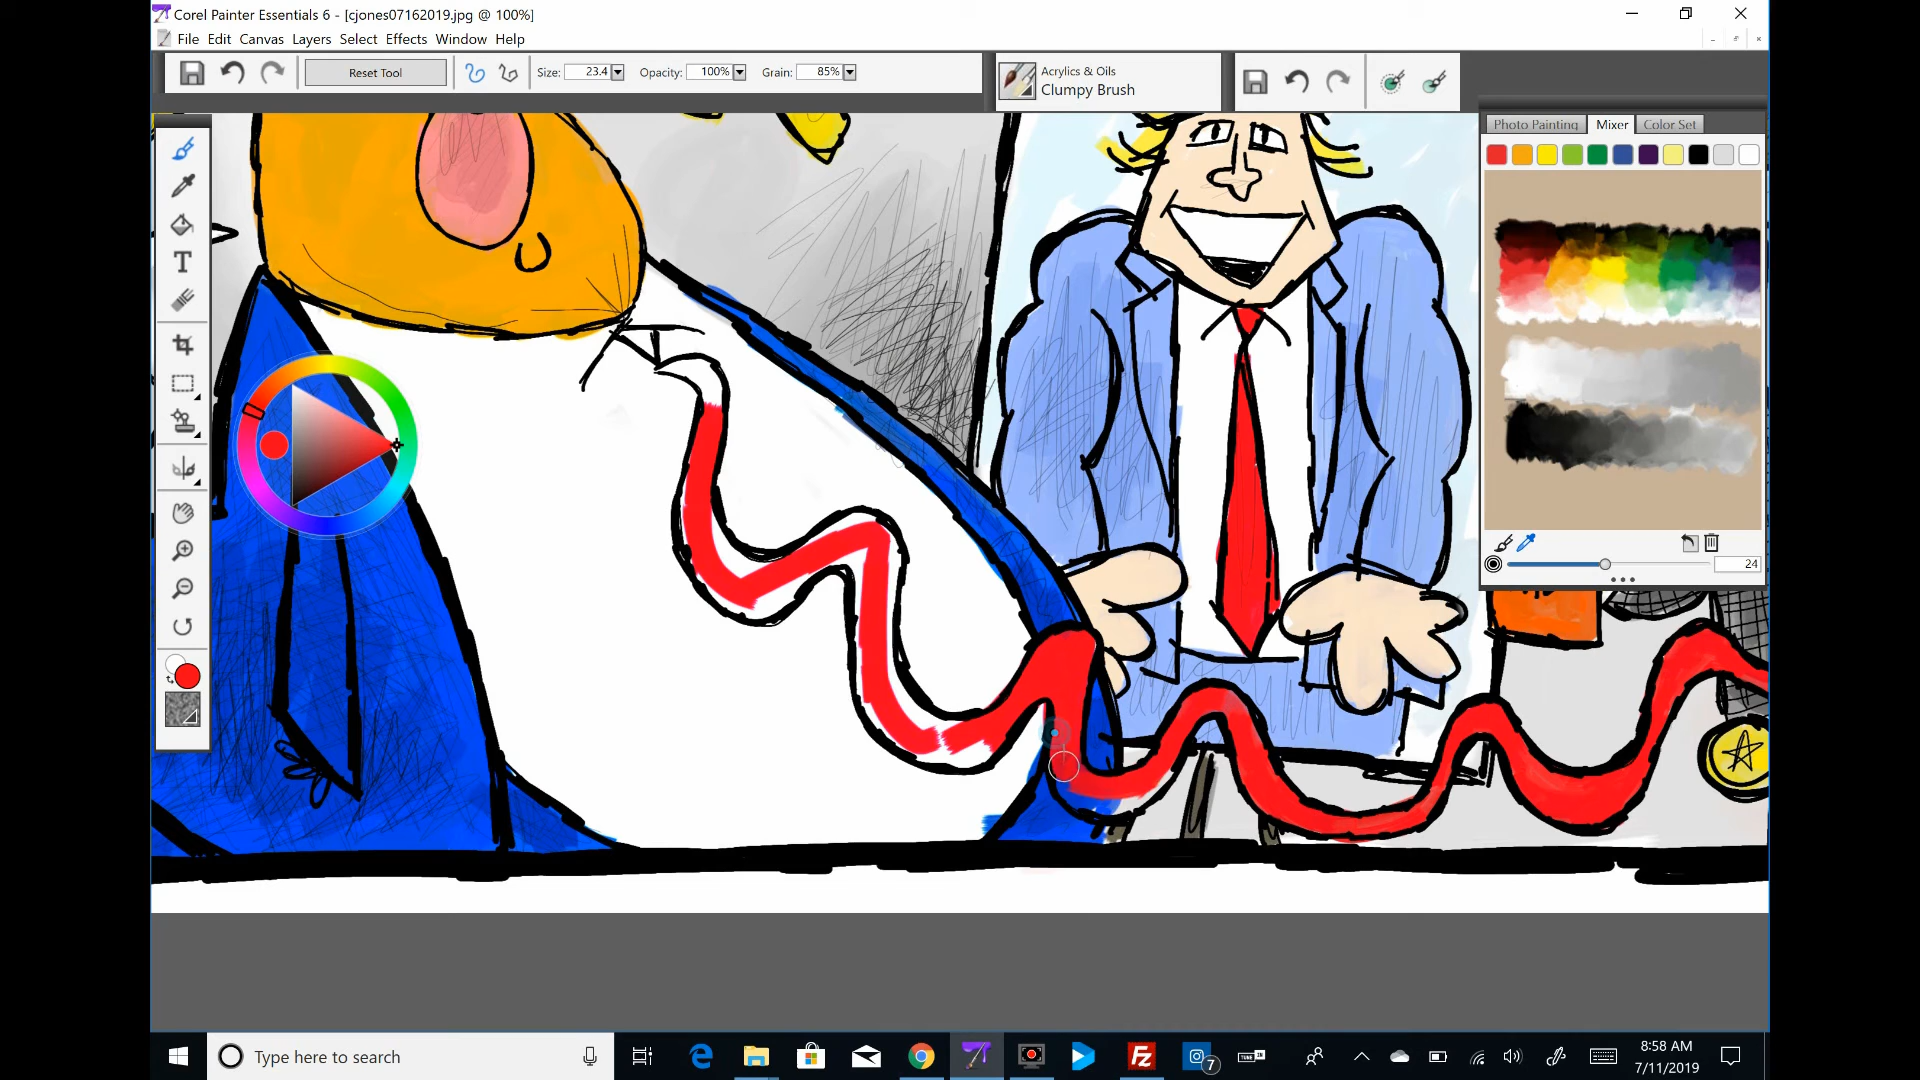 Corel Painter Essentials 6 - [cjones07162019.jpg @ 100%]
File Edit Canvas Layers Select Effects Window Help
Reset Tool
Size: 23.4
Opacity: 100%
Grain: 85%
Acrylics & Oils
Clumpy Brush
Photo Painting Mixer Color Set
T
24
Type here to search
7
8:58 AM
7/11/2019